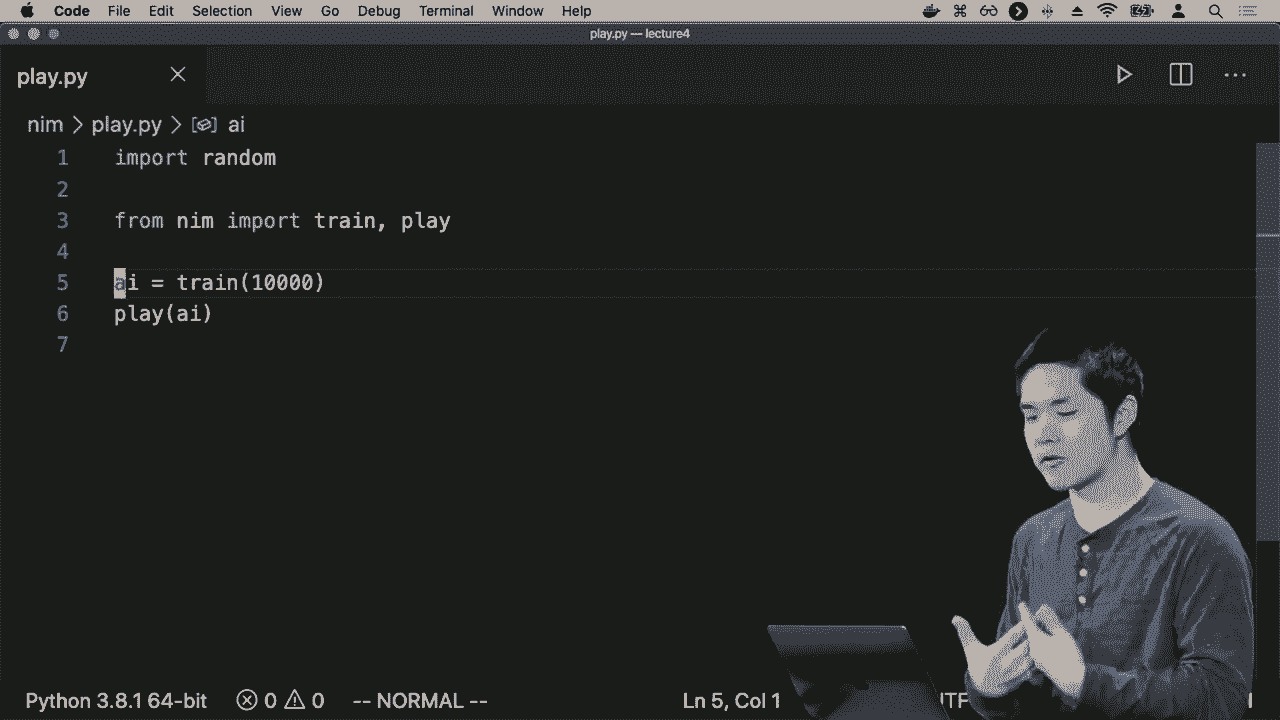 Code File Edit Selection View Go Debug Terminal Window Help
play.py — lecture4
play.py
nim > play.py > ai
1 import random
2
3 from nim import train, play
4
5 ai = train(10000)
6 play(ai)
7
Python 3.8.1 64-bit 0 0 -- NORMAL -- Ln 5, Col 1